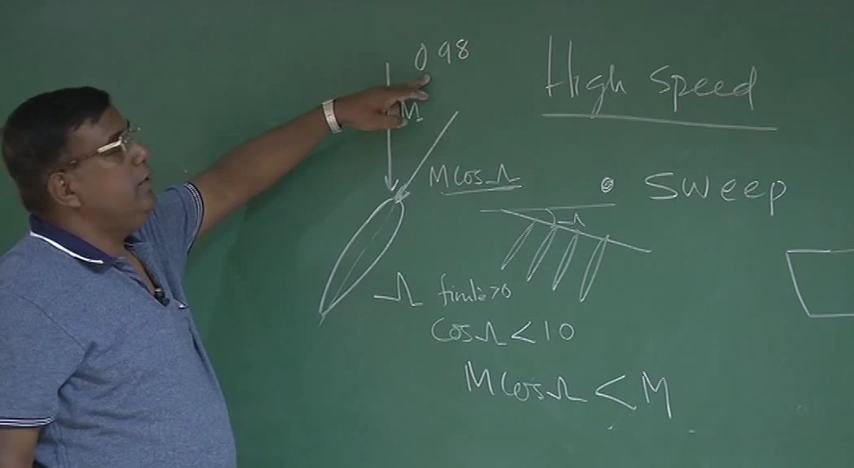 0 98
High Speed
M
M cos Λ
Sweep
Λ
Λ finite > 0
Cos Λ < 1 0
M cos Λ < M